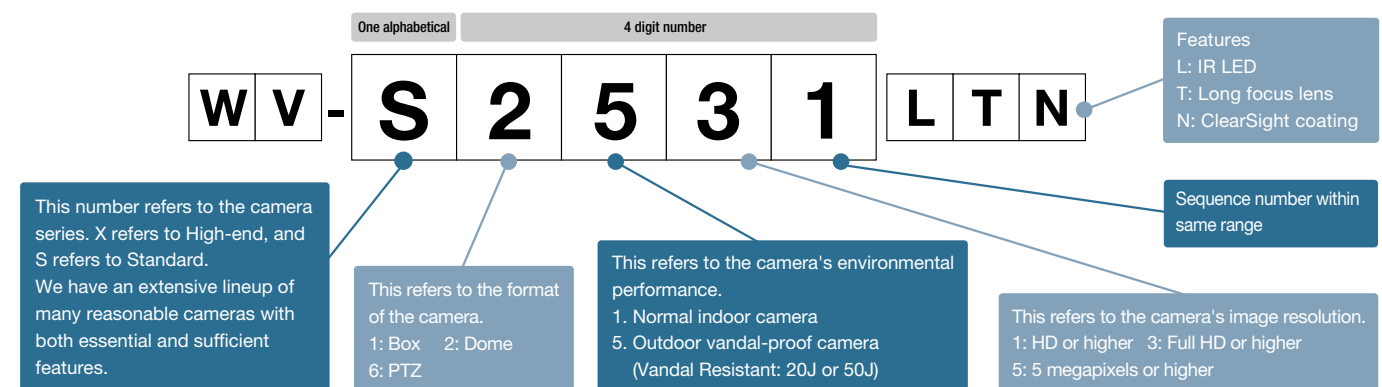 One alphabetical
4 digit number
WV-S2531LTN
Features
L: IR LED
T: Long focus lens
N: ClearSight coating
Sequence number within
same range
This number refers to the camera
series. X refers to High-end, and
S refers to Standard.
We have an extensive lineup of
many reasonable cameras with
both essential and sufficient
features.
This refers to the format
of the camera.
1: Box 2: Dome
6: PTZ
This refers to the camera's environmental
performance.
1. Normal indoor camera
5. Outdoor vandal-proof camera
(Vandal Resistant: 20J or 50J)
This refers to the camera's image resolution.
1: HD or higher 3: Full HD or higher
5: 5 megapixels or higher